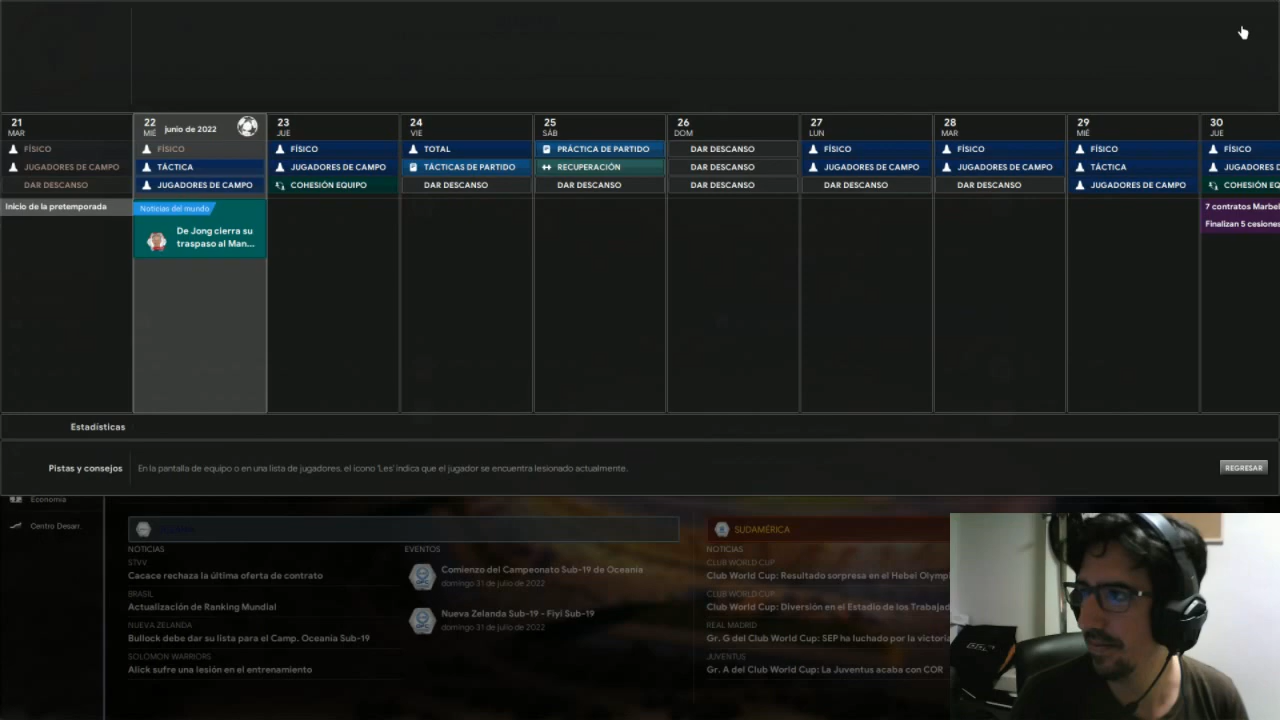 21
MAR
FÍSICO
JUGADORES DE CAMPO
DAR DESCANSO
Inicio de la pretemporada
22
MIÉ junio de 2022
FÍSICO
TÁCTICA
JUGADORES DE CAMPO
Noticias del mundo
De Jong cierra su
traspaso al Man...
23
JUE
FÍSICO
JUGADORES DE CAMPO
COHESIÓN EQUIPO
24
VIE
TOTAL
TÁCTICAS DE PARTIDO
DAR DESCANSO
25
SÁB
PRÁCTICA DE PARTIDO
RECUPERACIÓN
DAR DESCANSO
26
DOM
DAR DESCANSO
DAR DESCANSO
DAR DESCANSO
27
LUN
FÍSICO
JUGADORES DE CAMPO
DAR DESCANSO
28
MAR
FÍSICO
JUGADORES DE CAMPO
DAR DESCANSO
29
MIÉ
FÍSICO
TÁCTICA
JUGADORES DE CAMPO
30
JUE
FÍSICO
JUGADORES D
COHESIÓN EQ
7 contratos Marbel
Finalizan 5 cesiones
Estadísticas
Pistas y consejos
En la pantalla de equipo o en una lista de jugadores, el icono 'Les' indica que el jugador se encuentra lesionado actualmente.
REGRESAR
Economía
Centro Desarr.
NOTICIAS
STVV
Cacace rechaza la última oferta de contrato
BRASIL
Actualización de Ranking Mundial
NUEVA ZELANDA
Bullock debe dar su lista para el Camp. Oceanía Sub-19
SOLOMON WARRIORS
Alick sufre una lesión en el entrenamiento
EVENTOS
Comienzo del Campeonato Sub-19 de Oceanía
domingo 31 de julio de 2022
Nueva Zelanda Sub-19 - Fiyi Sub-19
domingo 31 de julio de 2022
SUDAMÉRICA
NOTICIAS
CLUB WORLD CUP
Club World Cup: Resultado sorpresa en el Hebei Olymp
CLUB WORLD CUP
Club World Cup: Diversión en el Estadio de los Trabajad
REAL MADRID
Gr. G del Club World Cup: SEP ha luchado por la victoria
JUVENTUS
Gr. A del Club World Cup: La Juventus acaba con COR